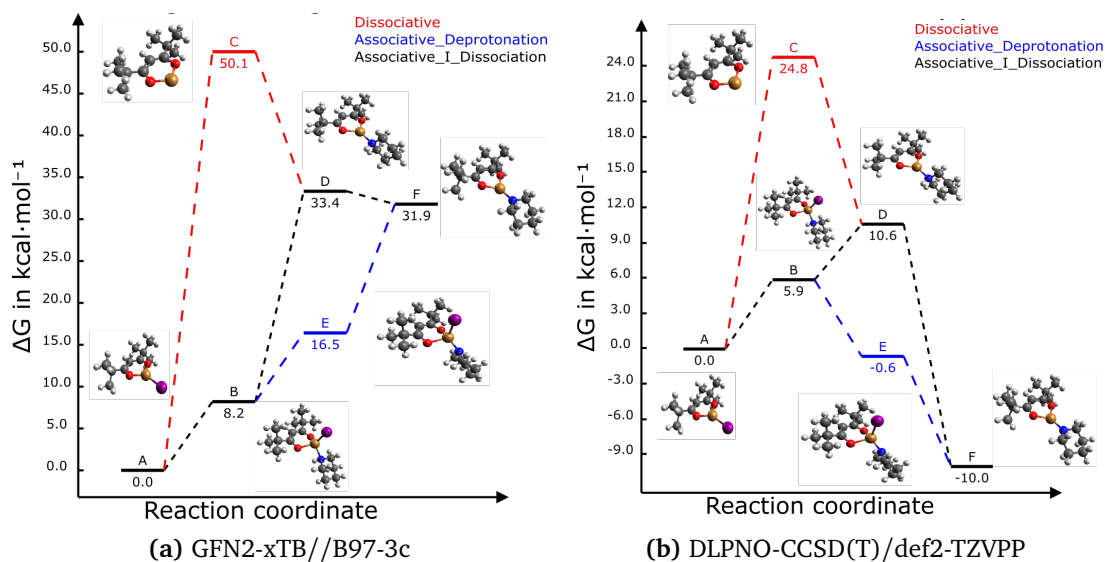 Dissociative
Associative_Deprotonation
Associative_I_Dissociation
ΔG in kcal·mol⁻¹
50.0
45.0
40.0
35.0
30.0
25.0
20.0
15.0
10.0
5.0
0.0
C
50.1
D
33.4
F
31.9
E
16.5
B
8.2
A
0.0
Reaction coordinate
(a) GFN2-xTB//B97-3c
Dissociative
Associative_Deprotonation
Associative_I_Dissociation
ΔG in kcal·mol⁻¹
24.0
21.0
18.0
15.0
12.0
9.0
6.0
3.0
0.0
-3.0
-6.0
-9.0
C
24.8
D
10.6
B
5.9
A
0.0
E
-0.6
F
-10.0
Reaction coordinate
(b) DLPNO-CCSD(T)/def2-TZVPP